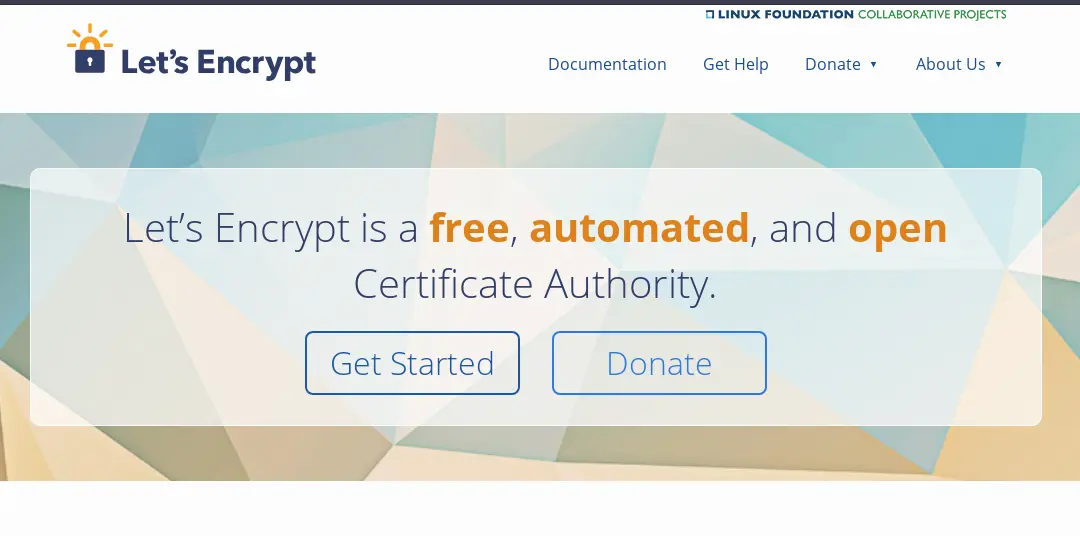 LINUX FOUNDATION COLLABORATIVE PROJECTS
Let's Encrypt
Documentation Get Help Donate ▼ About Us ▼
Let’s Encrypt is a free, automated, and open
Certificate Authority.
Get Started Donate